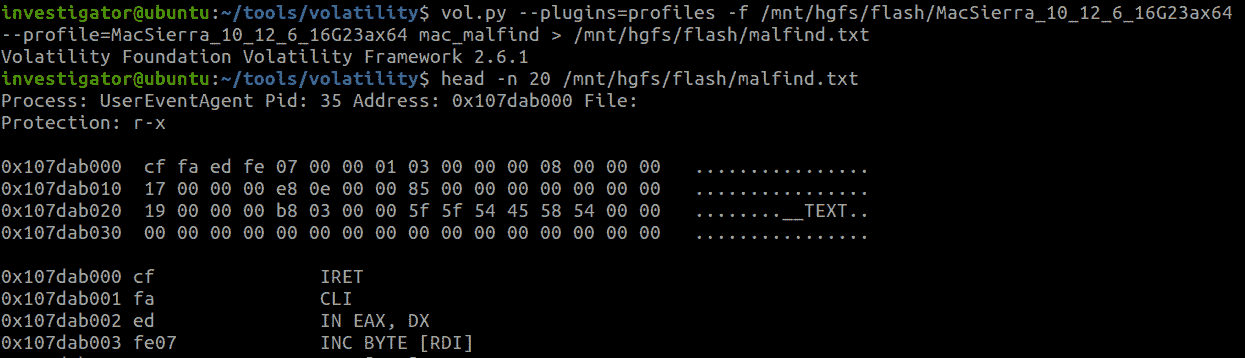 investigator@ubuntu:~/tools/volatility$ vol.py --plugins=profiles -f /mnt/hgfs/flash/MacSierra_10_12_6_16G23ax64
--profile=MacSierra_10_12_6_16G23ax64 mac_malfind > /mnt/hgfs/flash/malfind.txt
Volatility Foundation Volatility Framework 2.6.1
investigator@ubuntu:~/tools/volatility$ head -n 20 /mnt/hgfs/flash/malfind.txt
Process: UserEventAgent Pid: 35 Address: 0x107dab000 File:
Protection: r-x
0x107dab000  cf fa ed fe 07 00 00 01 03 00 00 00 08 00 00 00   ................
0x107dab010  17 00 00 00 e8 0e 00 00 85 00 00 00 00 00 00 00   ................
0x107dab020  19 00 00 00 b8 03 00 00 5f 5f 54 45 58 54 00 00   ........__TEXT..
0x107dab030  00 00 00 00 00 00 00 00 00 00 00 00 00 00 00 00   ................
0x107dab000 cf               IRET
0x107dab001 fa               CLI
0x107dab002 ed               IN EAX, DX
0x107dab003 fe07             INC BYTE [RDI]